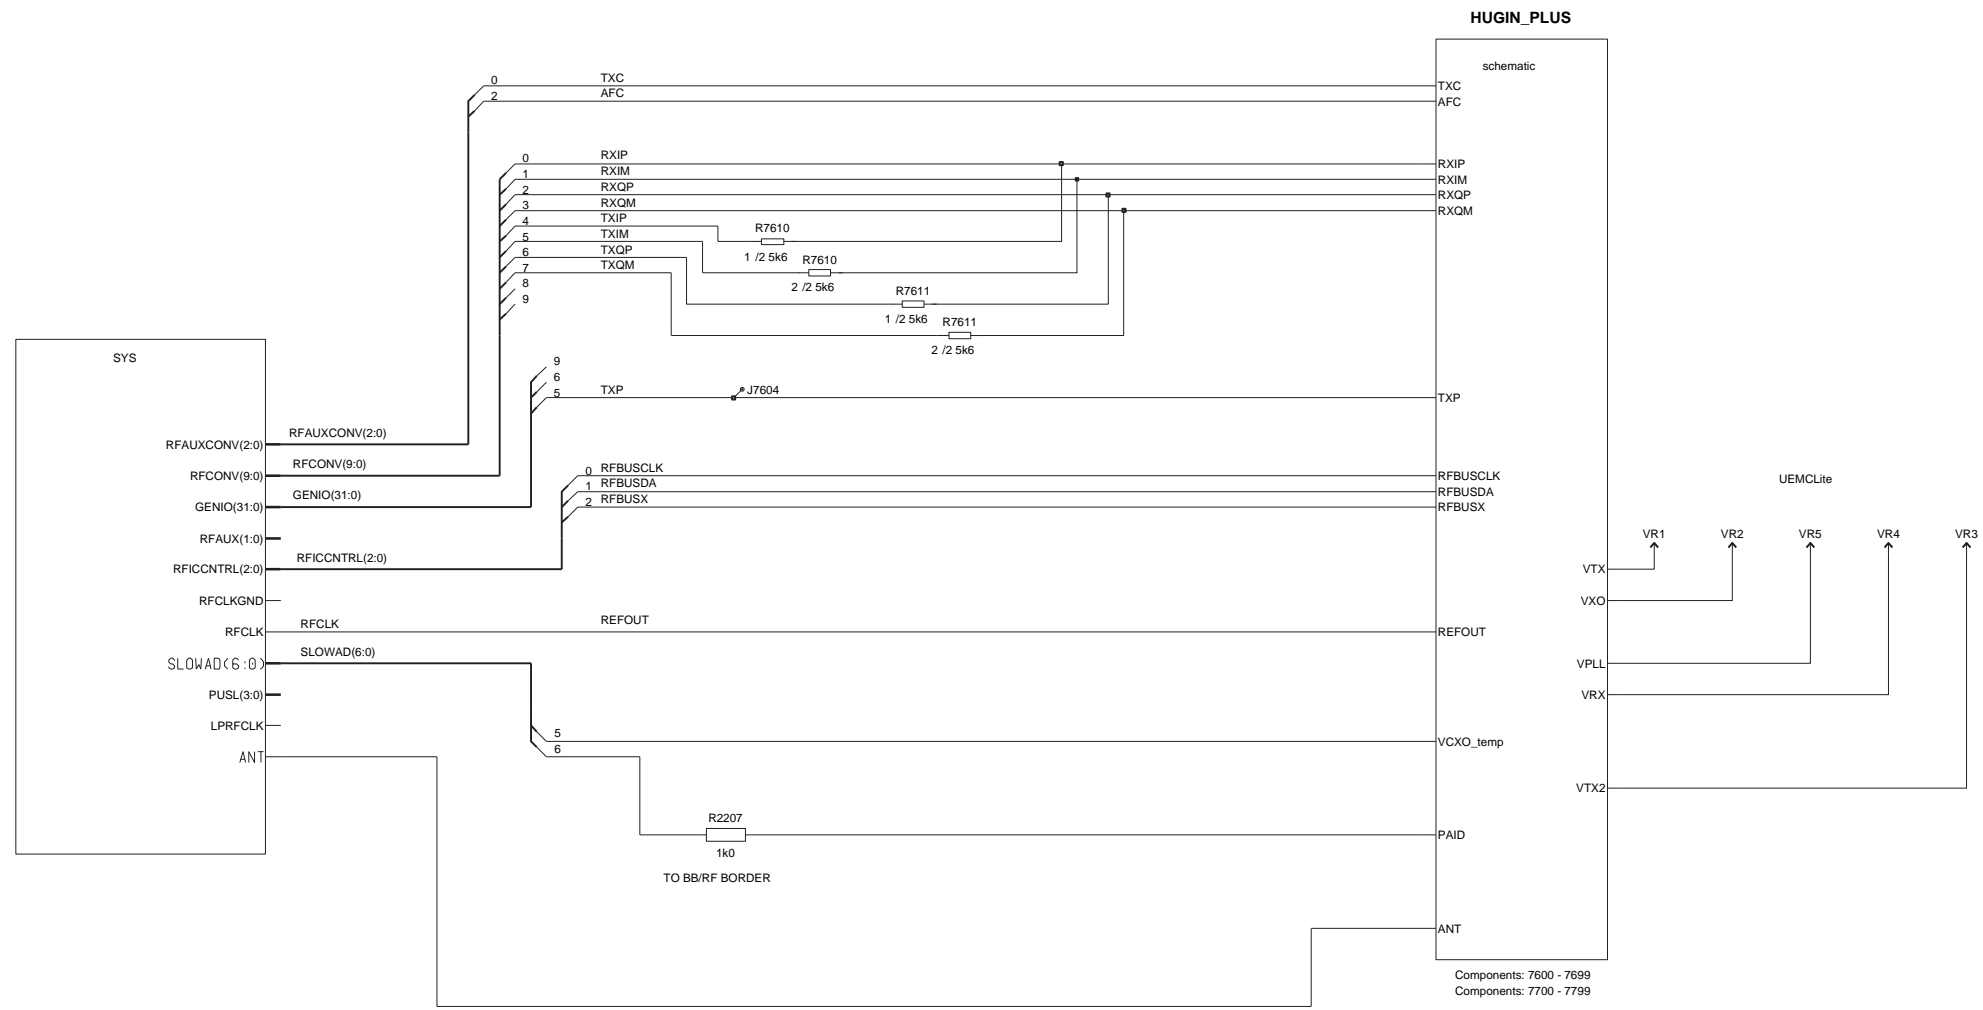 HUGIN_PLUS
schematic
0 TXC TXC
2 AFC AFC
0 RXIP RXIP
1 RXIM RXIM
2 RXQP RXQP
3 RXQM RXQM
4 TXIP
5 TXIM
6 TXQP
7 TXQM
8
9
R7610
1 /2 5k6
R7610
2 /2 5k6
R7611
1 /2 5k6
R7611
2 /2 5k6
SYS
9
6
5 TXP J7604 TXP
RFAUXCONV(2:0) RFAUXCONV(2:0)
RFCONV(9:0) RFCONV(9:0)
GENIO(31:0) GENIO(31:0)
RFAUX(1:0)
RFICCNTRL(2:0) RFICCNTRL(2:0)
0 RFBUSCLK RFBUSCLK
1 RFBUSDA RFBUSDA
2 RFBUSX RFBUSX
UEMCLite
VR1 VR2 VR5 VR4 VR3
VTX
VXO
RFCLKGND
RFCLK RFCLK REFOUT REFOUT
SLOWAD(6:0) SLOWAD(6:0)
VPLL
VRX
PUSL(3:0)
LPRFCLK
5 VCXO_temp
6
ANT
VTX2
R2207
1k0
PAID
TO BB/RF BORDER
ANT
Components: 7600 - 7699
Components: 7700 - 7799